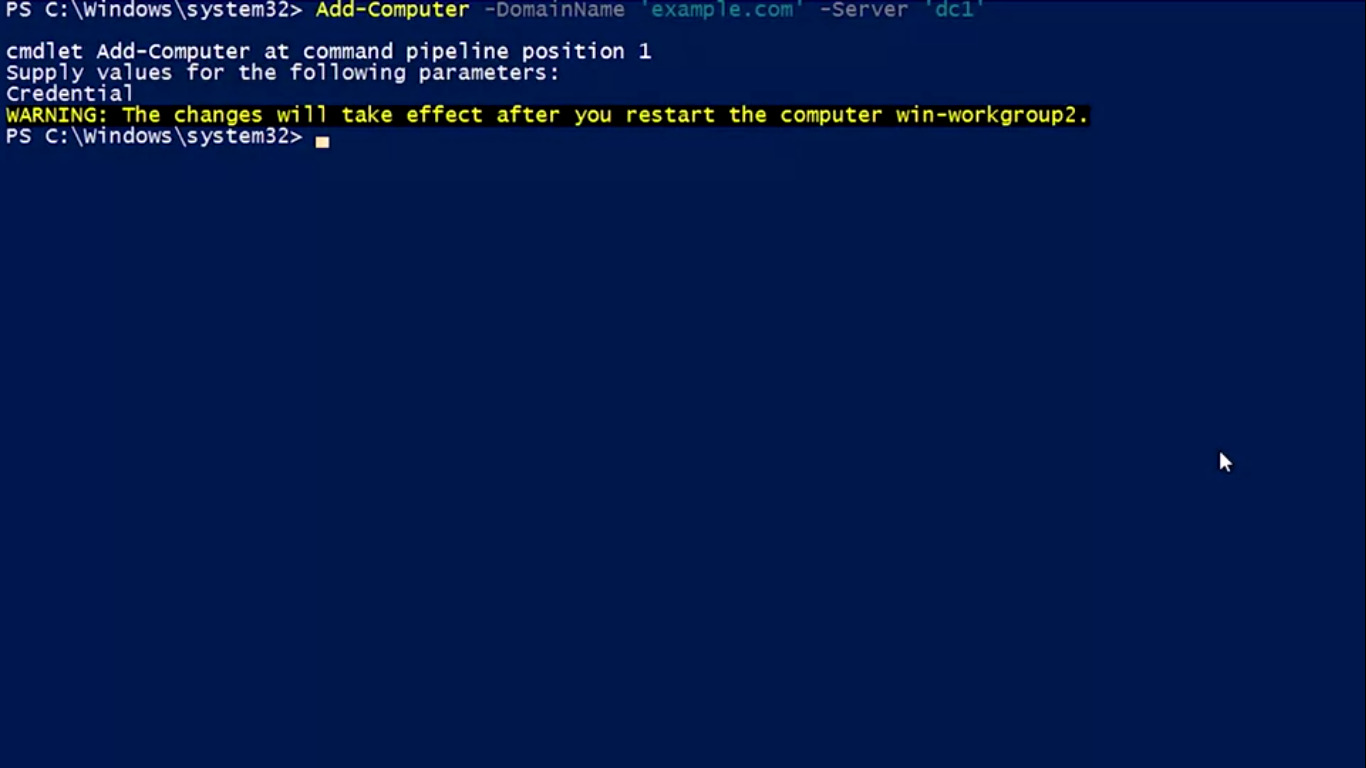 PS C:\Windows\system32> Add-Computer -DomainName 'example.com' -Server 'dc1'
cmdlet Add-Computer at command pipeline position 1
Supply values for the following parameters:
Credential
WARNING: The changes will take effect after you restart the computer win-workgroup2.
PS C:\Windows\system32>